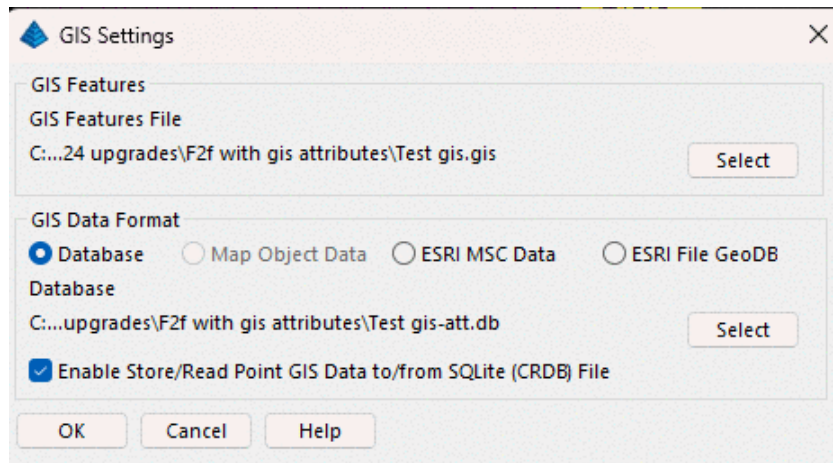 GIS Settings
GIS Features
GIS Features File
C:...24 upgrades\F2f with gis attributes\Test gis.gis
Select
GIS Data Format
Database Map Object Data ESRI MSC Data ESRI File GeoDB
Database
C:...upgrades\F2f with gis attributes\Test gis-att.db
Select
Enable Store/Read Point GIS Data to/from SQLite (CRDB) File
OK Cancel Help